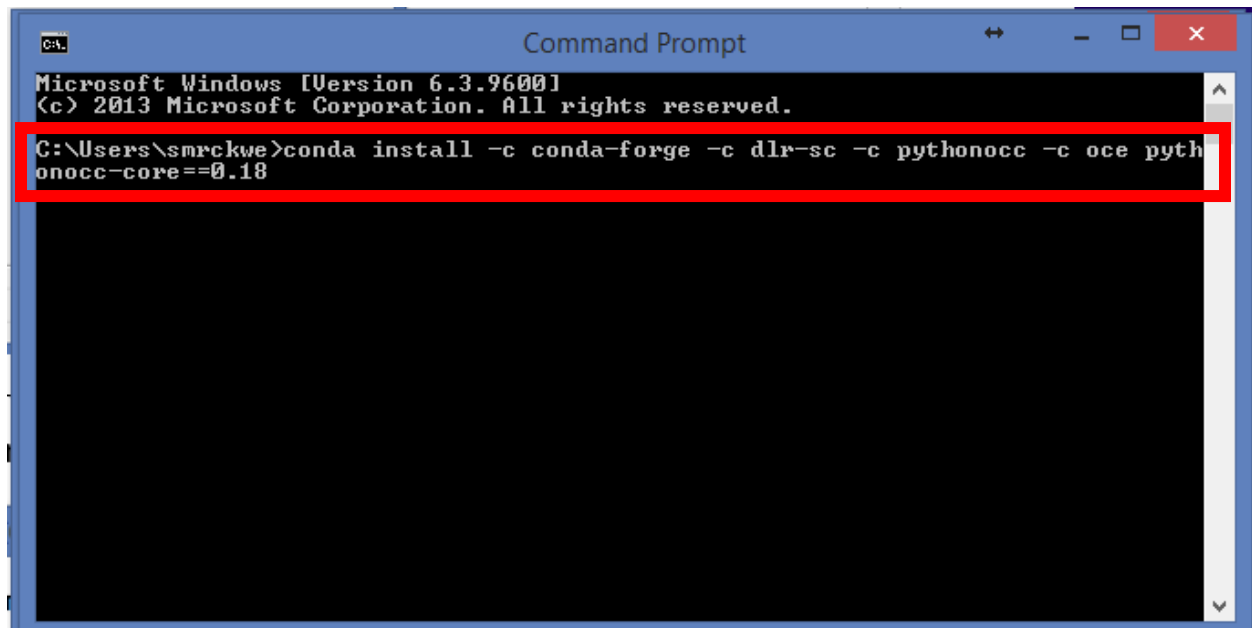 C:\.
Command Prompt
Microsoft Windows [Version 6.3.9600]
(c) 2013 Microsoft Corporation. All rights reserved.
C:\Users\smrckwe>conda install -c conda-forge -c dlr-sc -c pythonocc -c oce pyth
onocc-core==0.18